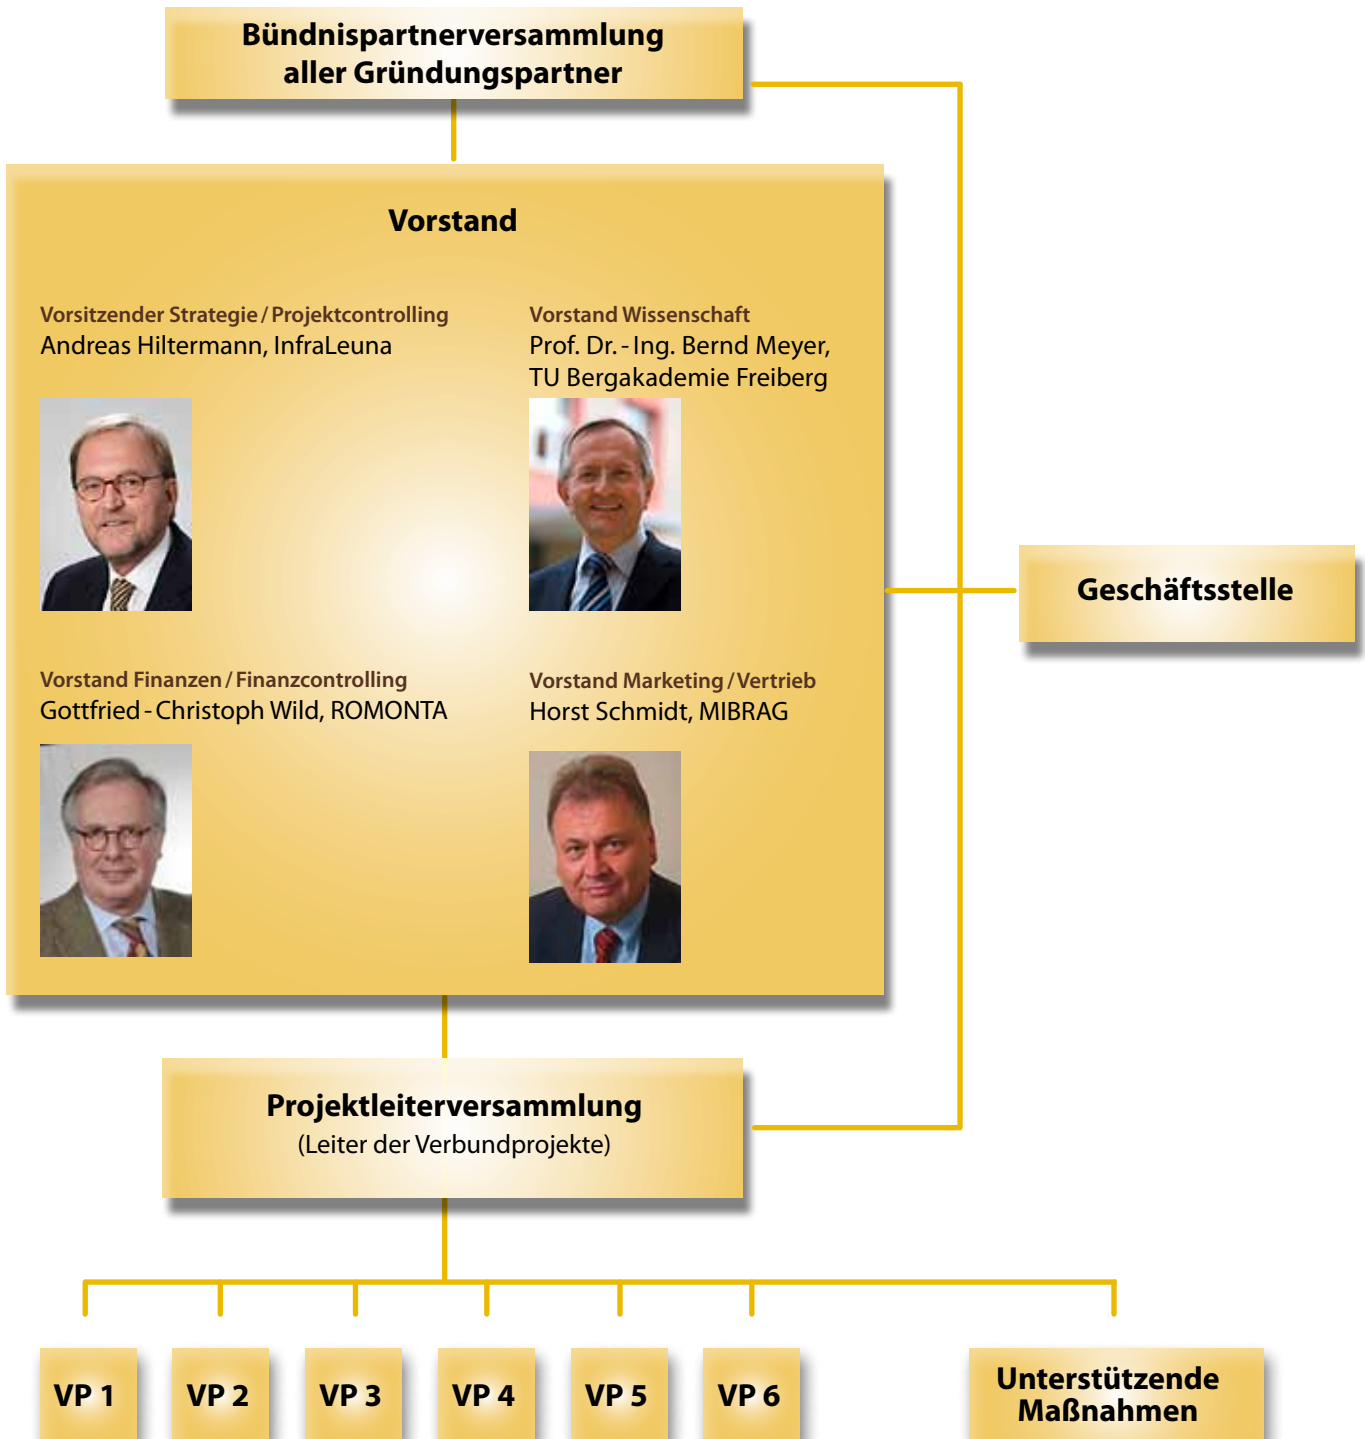 Bündnispartnerversammlung
aller Gründungspartner
Vorstand
Vorsitzender Strategie / Projektcontrolling
Andreas Hiltermann, InfraLeuna
Vorstand Wissenschaft
Prof. Dr. - Ing. Bernd Meyer,
TU Bergakademie Freiberg
Geschäftsstelle
Vorstand Finanzen / Finanzcontrolling
Gottfried - Christoph Wild, ROMONTA
Vorstand Marketing / Vertrieb
Horst Schmidt, MIBRAG
Projektleiterversammlung
(Leiter der Verbundprojekte)
VP 1
VP 2
VP 3
VP 4
VP 5
VP 6
Unterstützende
Maßnahmen